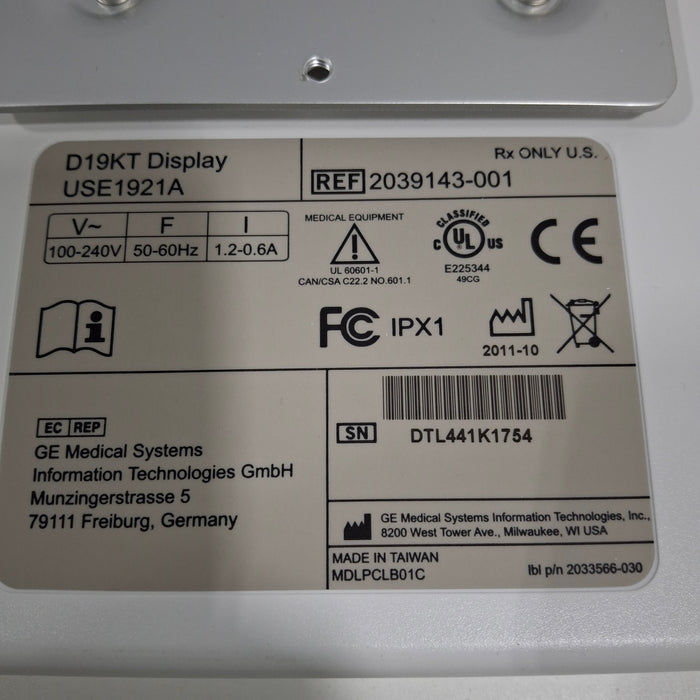 D19KT Display
USE1921A
Rx ONLY U.S.
REF 2039143-001
V~ F I
100-240V 50-60Hz 1.2-0.6A
MEDICAL EQUIPMENT
UL 60601-1
CAN/CSA C22.2 NO.601.1
CLASSIFIED
C UL US
E225344
49CG
CE
i
FC IPX1
2011-10
EC REP
GE Medical Systems
Information Technologies GmbH
Munzingerstrasse 5
79111 Freiburg, Germany
SN DTL441K1754
GE Medical Systems Information Technologies, Inc.,
8200 West Tower Ave., Milwaukee, WI USA
MADE IN TAIWAN
MDLPCLB01C
lbl p/n 2033566-030